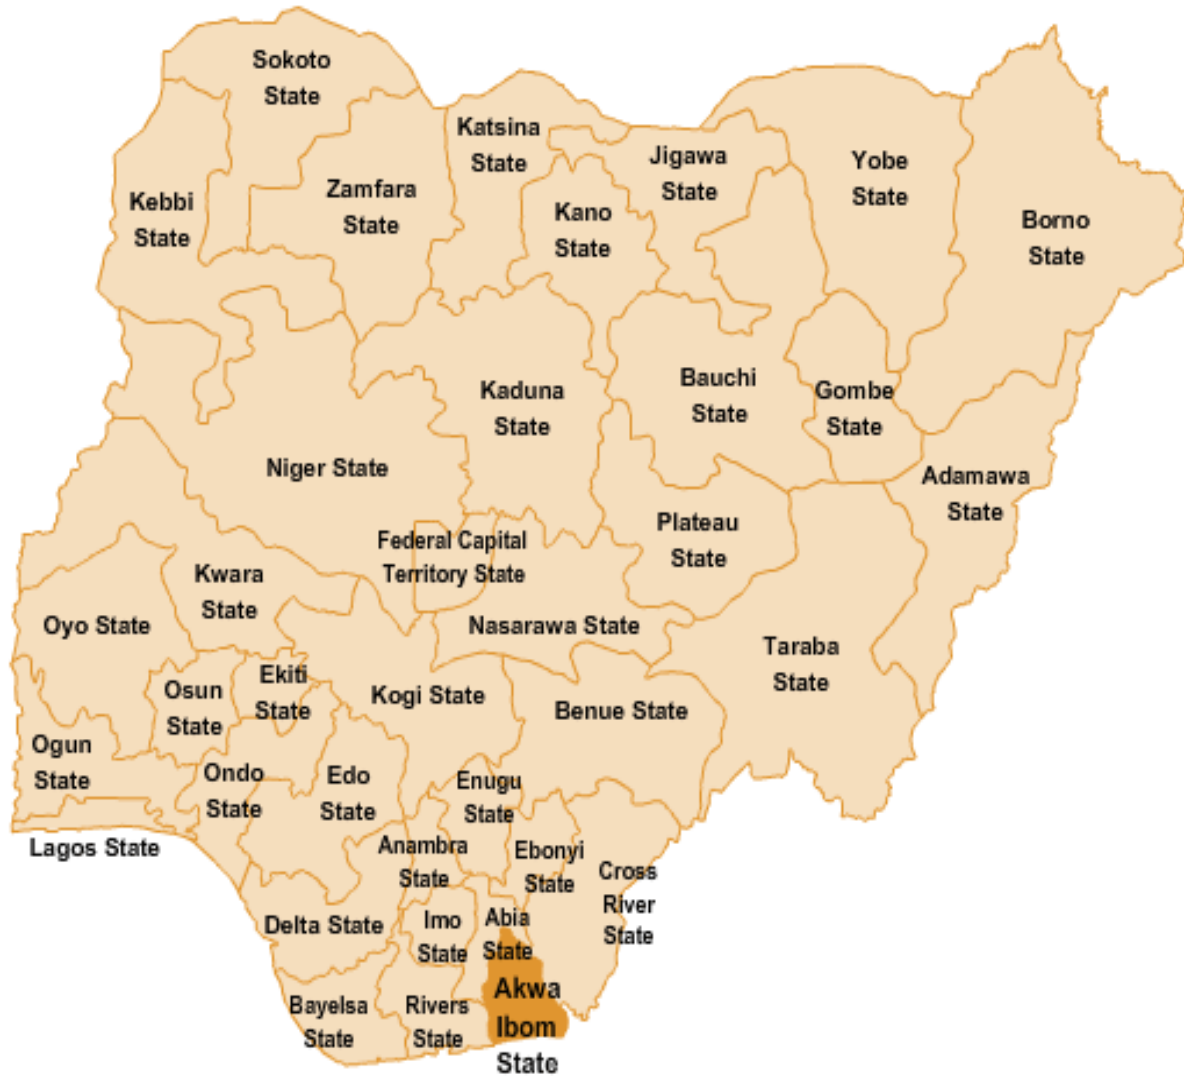 Sokoto
State
Katsina
State
Jigawa
State
Yobe
State
Zamfara
State
Kebbi
State
Kano
State
Borno
State
Kaduna
State
Bauchi
State
Gombe
State
Niger State
Adamawa
State
Plateau
State
Federal Capital
Territory State
Kwara
State
Oyo State
Nasarawa State
Taraba
State
Ekiti
State
Osun
State
Kogi State
Benue State
Ogun
State
Ondo
State
Edo
State
Enugu
State
Lagos State
Anambra
State
Ebonyi
State
Cross
River
State
Delta State
Imo
State
Abia
State
Akwa
Ibom
State
Bayelsa
State
Rivers
State